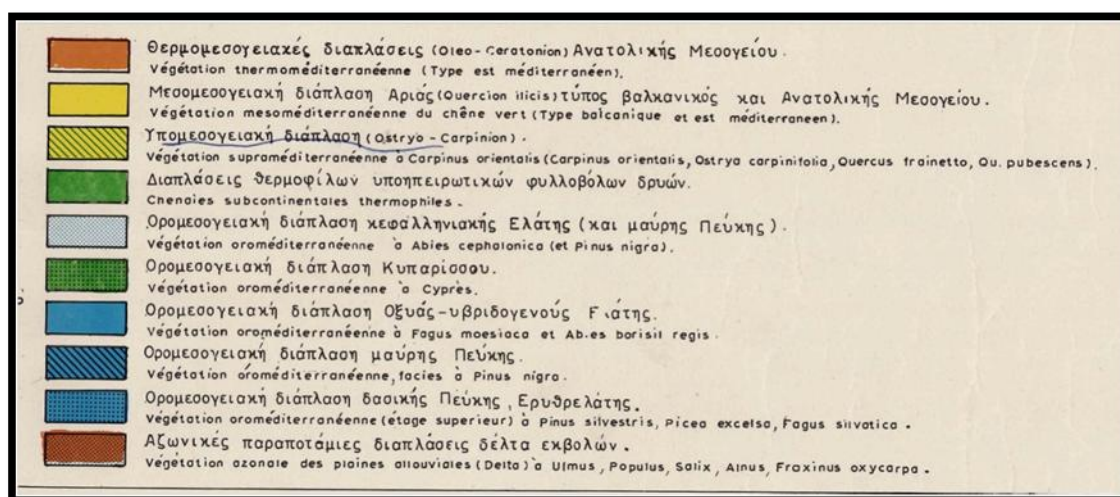 Θερμομεσογειακές διαπλάσεις (Oleo-Ceratonion) Ανατολικής Μεσογείου.
Végétation thermoméditerranéenne (Type est méditerranéen).
Μεσομεσογειακή διάπλαση Αριάς (Quercion ilicis) τύπος βαλκανικός και Ανατολικής Μεσογείου.
Végétation mesoméditerranéenne du chêne vert (Type balcanique et est méditerraneen).
Υπομεσογειακή διάπλαση (Ostryo-Carpinion).
Végétation supraméditerranéenne à Carpinus orientalis (Carpinus orientalis, Ostrya carpinifolia, Quercus frainetto, Qu. pubescens).
Διαπλάσεις θερμοφίλων υποηπειρωτικών φυλλοβόλων δρυών.
Chenaies subcontinentales thermophiles.
Ορομεσογειακή διάπλαση κεφαλληνιακής Ελάτης (και μαύρης Πεύκης).
Végétation oroméditerranéenne à Abies cephalonica (et Pinus nigra).
Ορομεσογειακή διάπλαση Κυπαρίσσου.
Végétation oroméditerranéenne à Cyprès.
Ορομεσογειακή διάπλαση Οξυάς-υβριδογενούς
Végétation oroméditerranéenne à Fagus moesiaca et Ab.es borisil regis.
Ορομεσογειακή διάπλαση μαύρης Πεύκης.
Végétation oroméditerranéenne, facies à Pinus nigra.
Ορομεσογειακή διάπλαση δασικής Πεύκης, Ερυθρελάτης.
Végétation oroméditerranéenne (étage superieur) à Pinus silvestris, Picea excelsa, Fagus silvatica.
Αζωνικές παραποτάμιες διαπλάσεις δέλτα εκβολών.
Végétation azonale des plaines allouviales (Delta) à Ulmus, Populus, Salix, Alnus, Fraxinus oxycarpa.